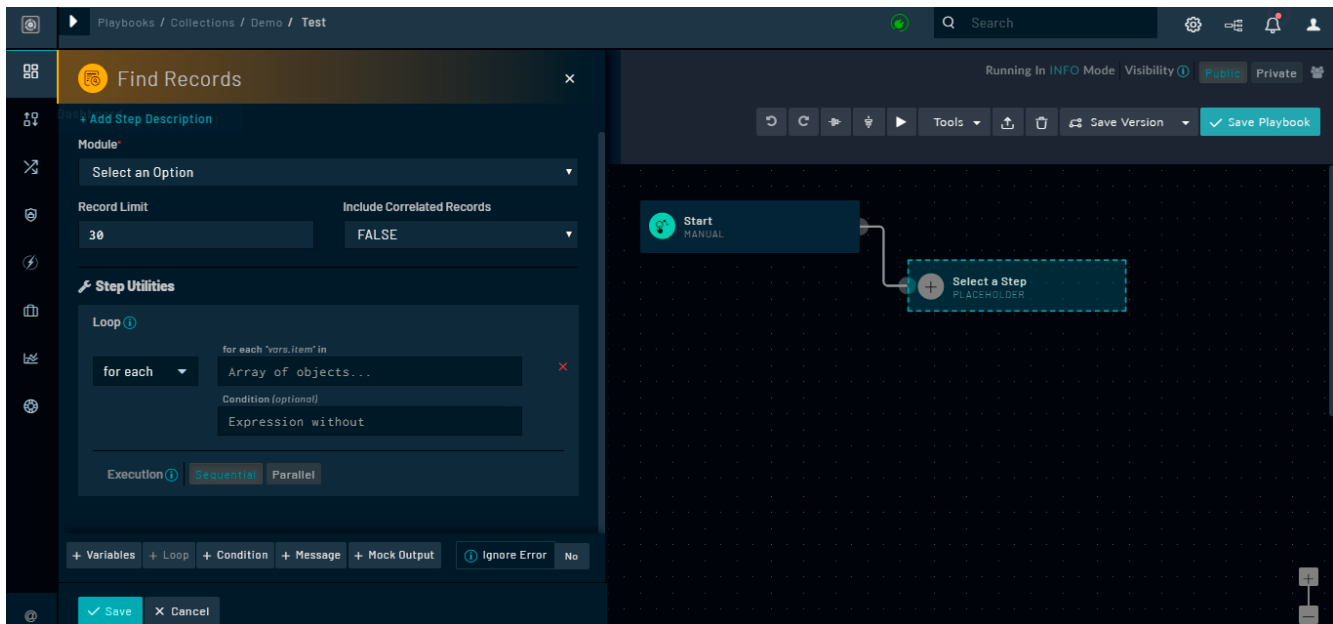 Playbooks / Collections / Demo / Test
Search
Find Records
Running In INFO Mode Visibility Public Private
+ Add Step Description
Tools Save Version Save Playbook
Module*
Select an Option
Record Limit Include Correlated Records
30 FALSE
Start
MANUAL
Select a Step
PLACEHOLDER
Step Utilities
Loop
for each "vars.item" in
for each Array of objects...
Condition (optional)
Expression without
Execution Sequential Parallel
+ Variables + Loop + Condition + Message + Mock Output Ignore Error No
Save X Cancel
@